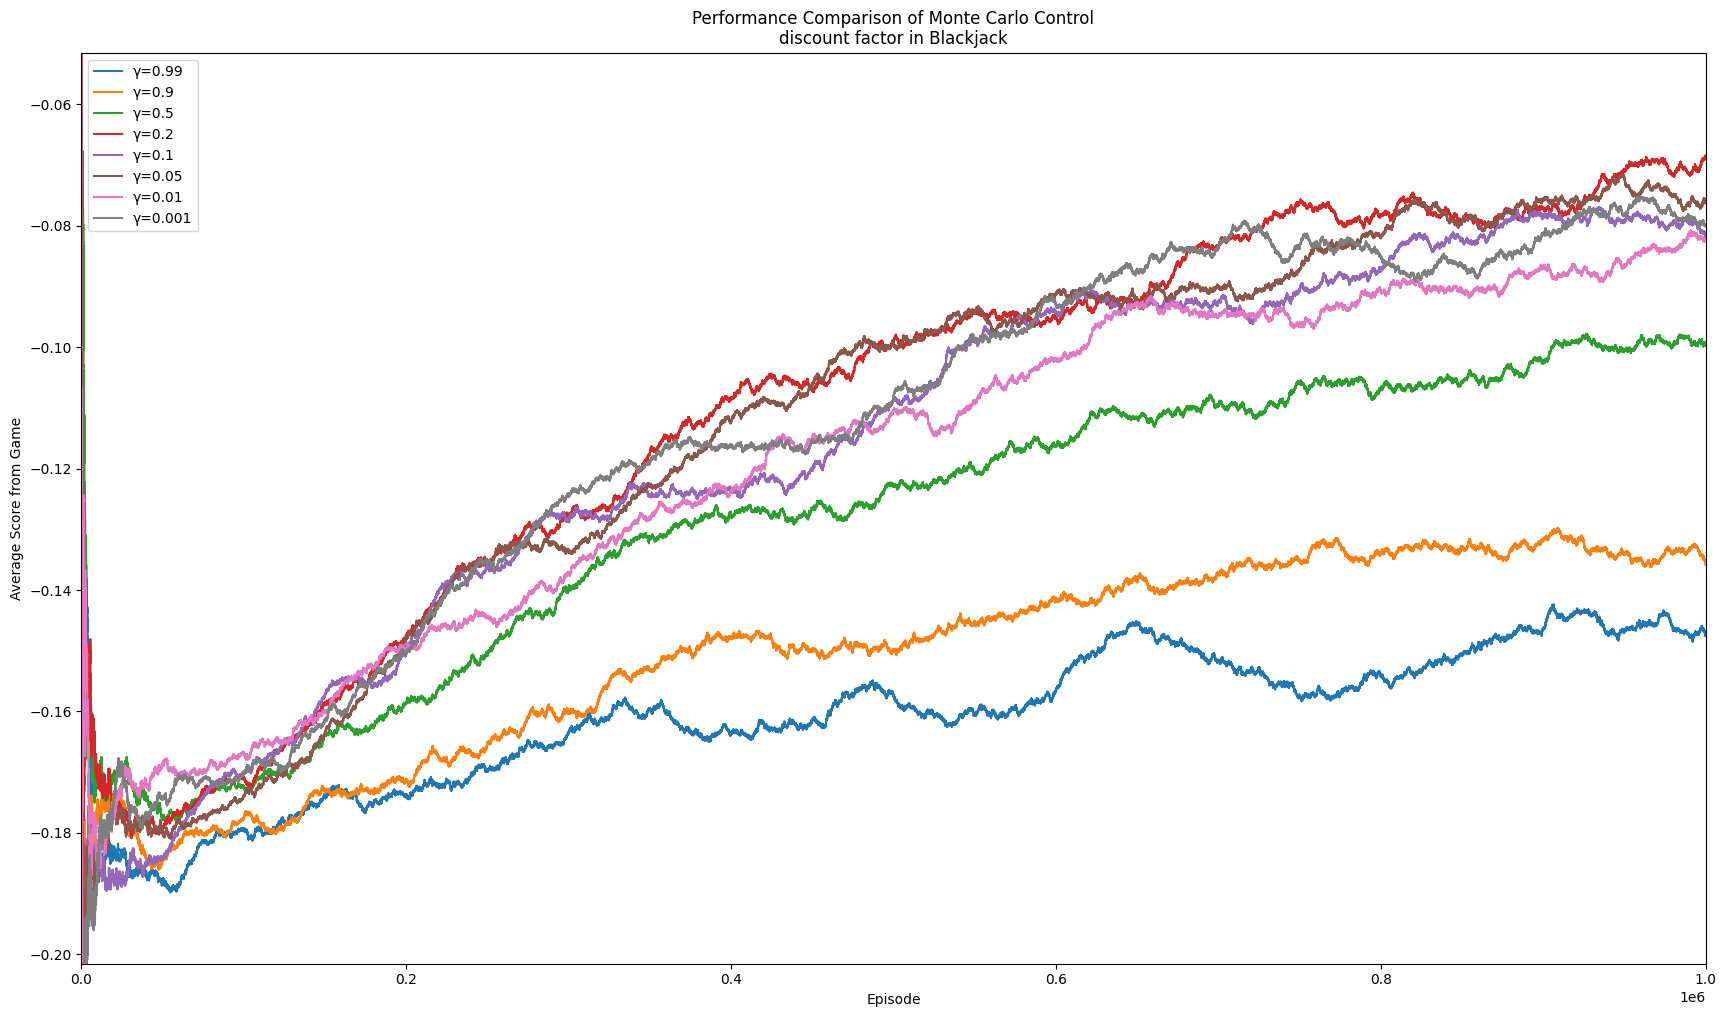 Performance Comparison of Monte Carlo Control
discount factor in Blackjack
γ=0.99
γ=0.9
γ=0.5
γ=0.2
γ=0.1
γ=0.05
γ=0.01
γ=0.001
Average Score from Game
−0.06
−0.08
−0.10
−0.12
−0.14
−0.16
−0.18
−0.20
0.0 0.2 0.4 0.6 0.8 1.0
1e6
Episode